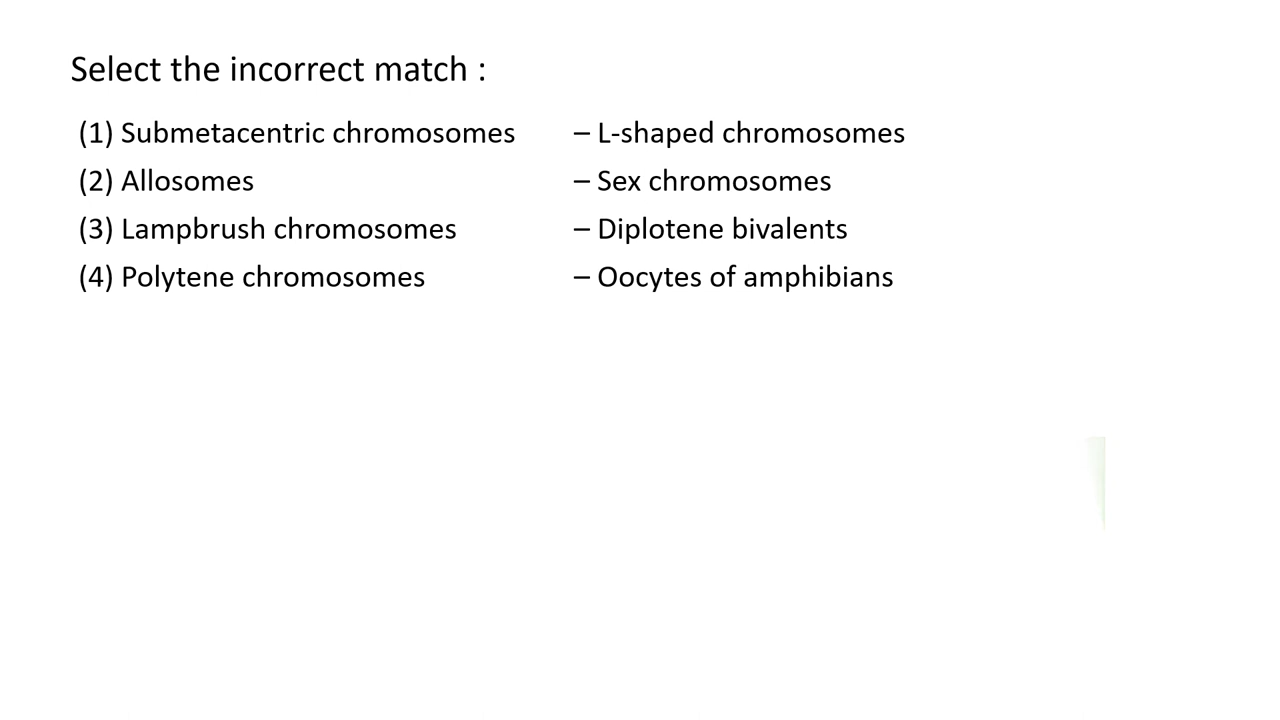 Select the incorrect match :
(1) Submetacentric chromosomes – L-shaped chromosomes
(2) Allosomes – Sex chromosomes
(3) Lampbrush chromosomes – Diplotene bivalents
(4) Polytene chromosomes – Oocytes of amphibians